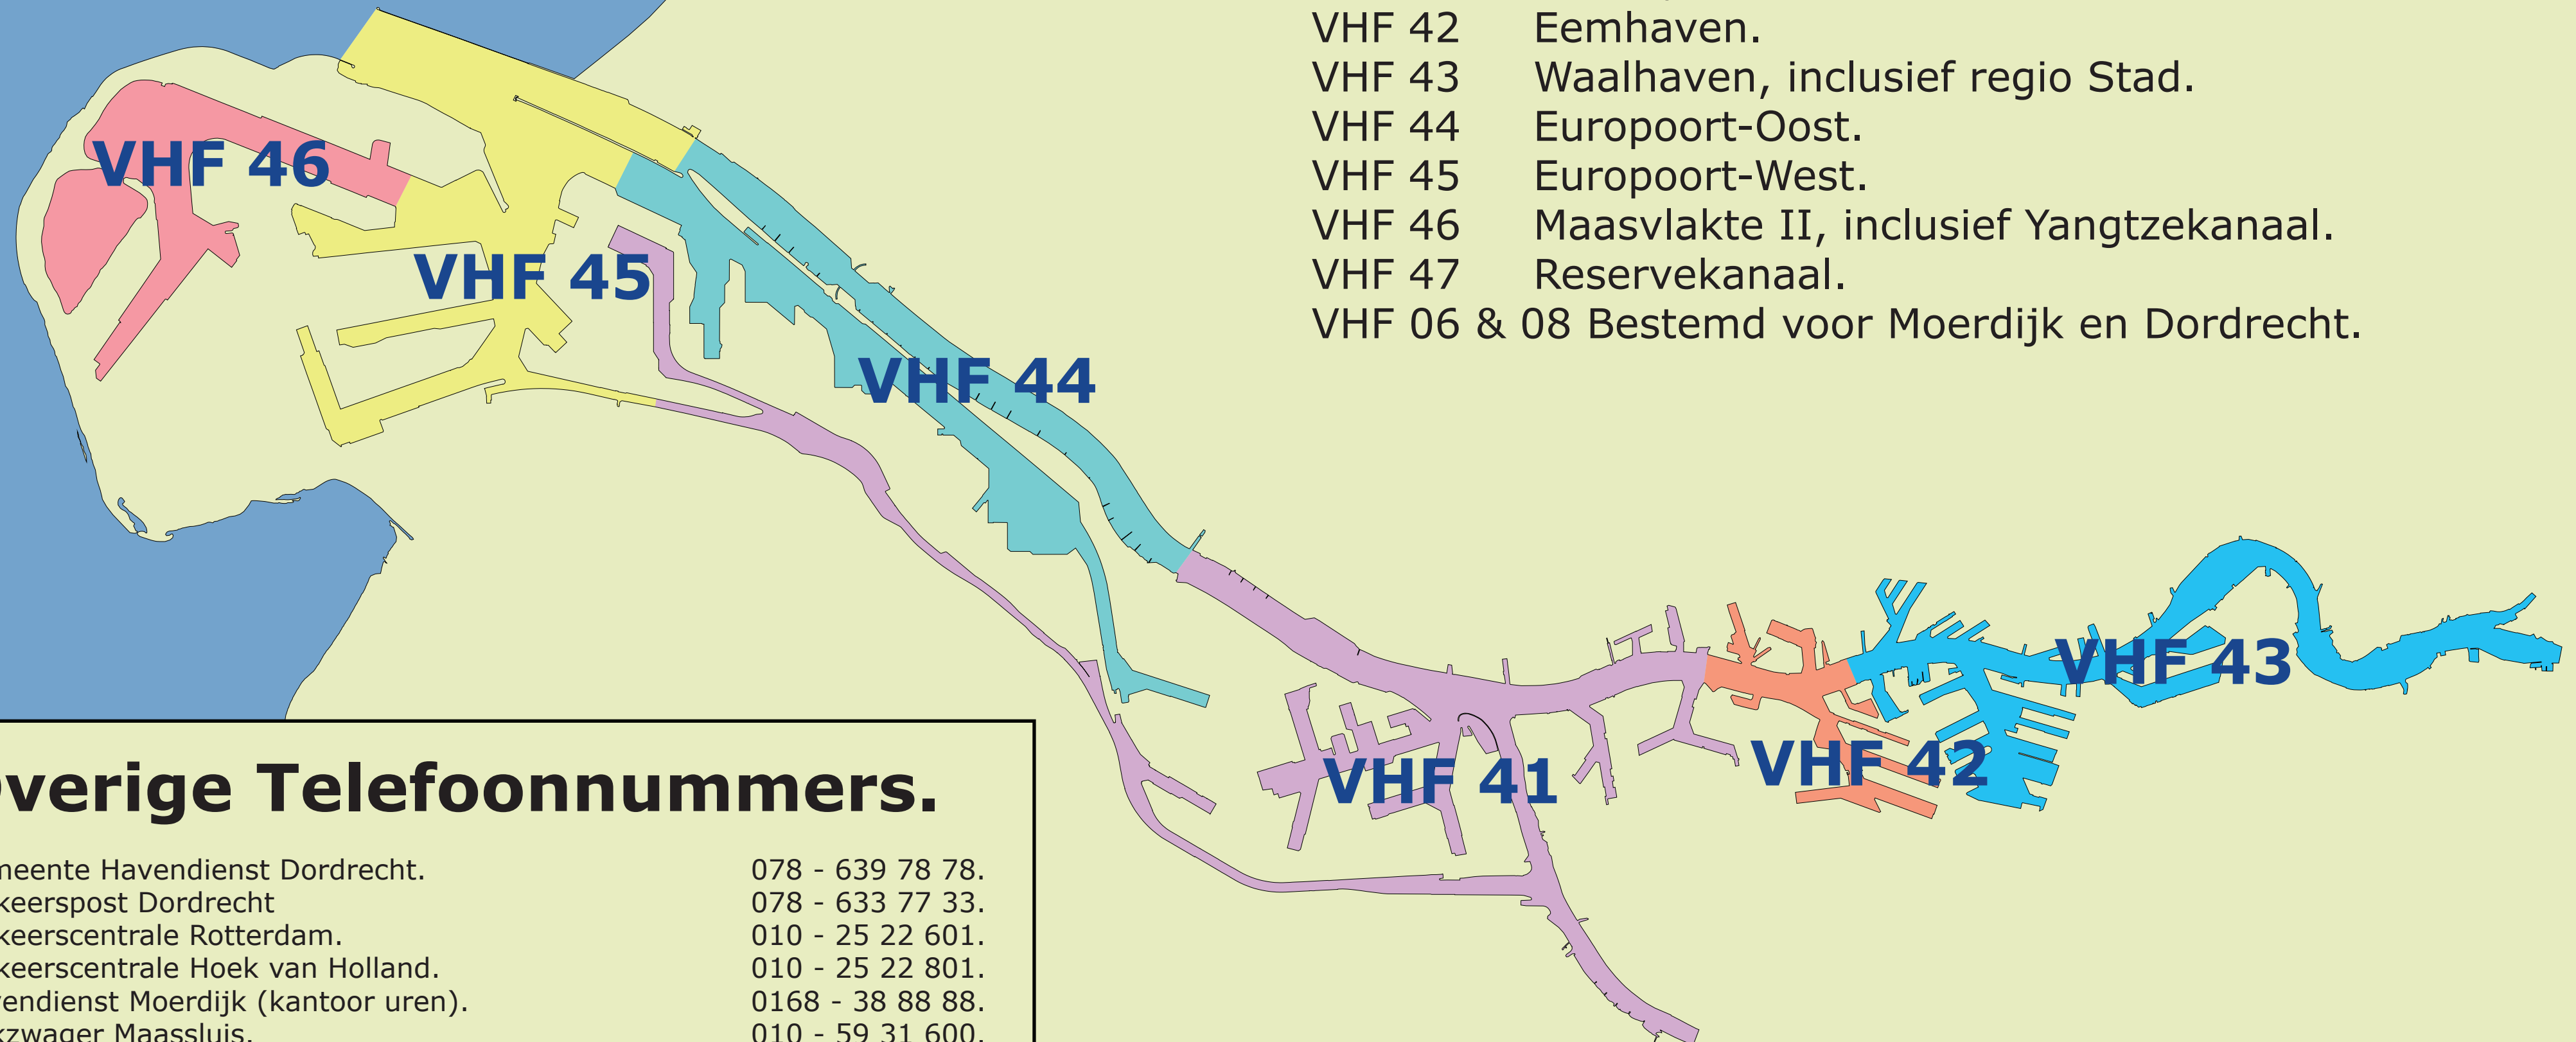 VHF 42 Eemhaven.
VHF 43 Waalhaven, inclusief regio Stad.
VHF 44 Europoort-Oost.
VHF 45 Europoort-West.
VHF 46 Maasvlakte II, inclusief Yangtzekanaal.
VHF 47 Reservekanaal.
VHF 06 & 08 Bestemd voor Moerdijk en Dordrecht.
VHF 46
VHF 45
VHF 44
VHF 43
VHF 42
VHF 41
verige Telefoonnummers.
meente Havendienst Dordrecht. 078 - 639 78 78.
keerspost Dordrecht 078 - 633 77 33.
keerscentrale Rotterdam. 010 - 25 22 601.
keerscentrale Hoek van Holland. 010 - 25 22 801.
vendienst Moerdijk (kantoor uren). 0168 - 38 88 88.
kzwager Maassluis. 010 - 59 31 600.